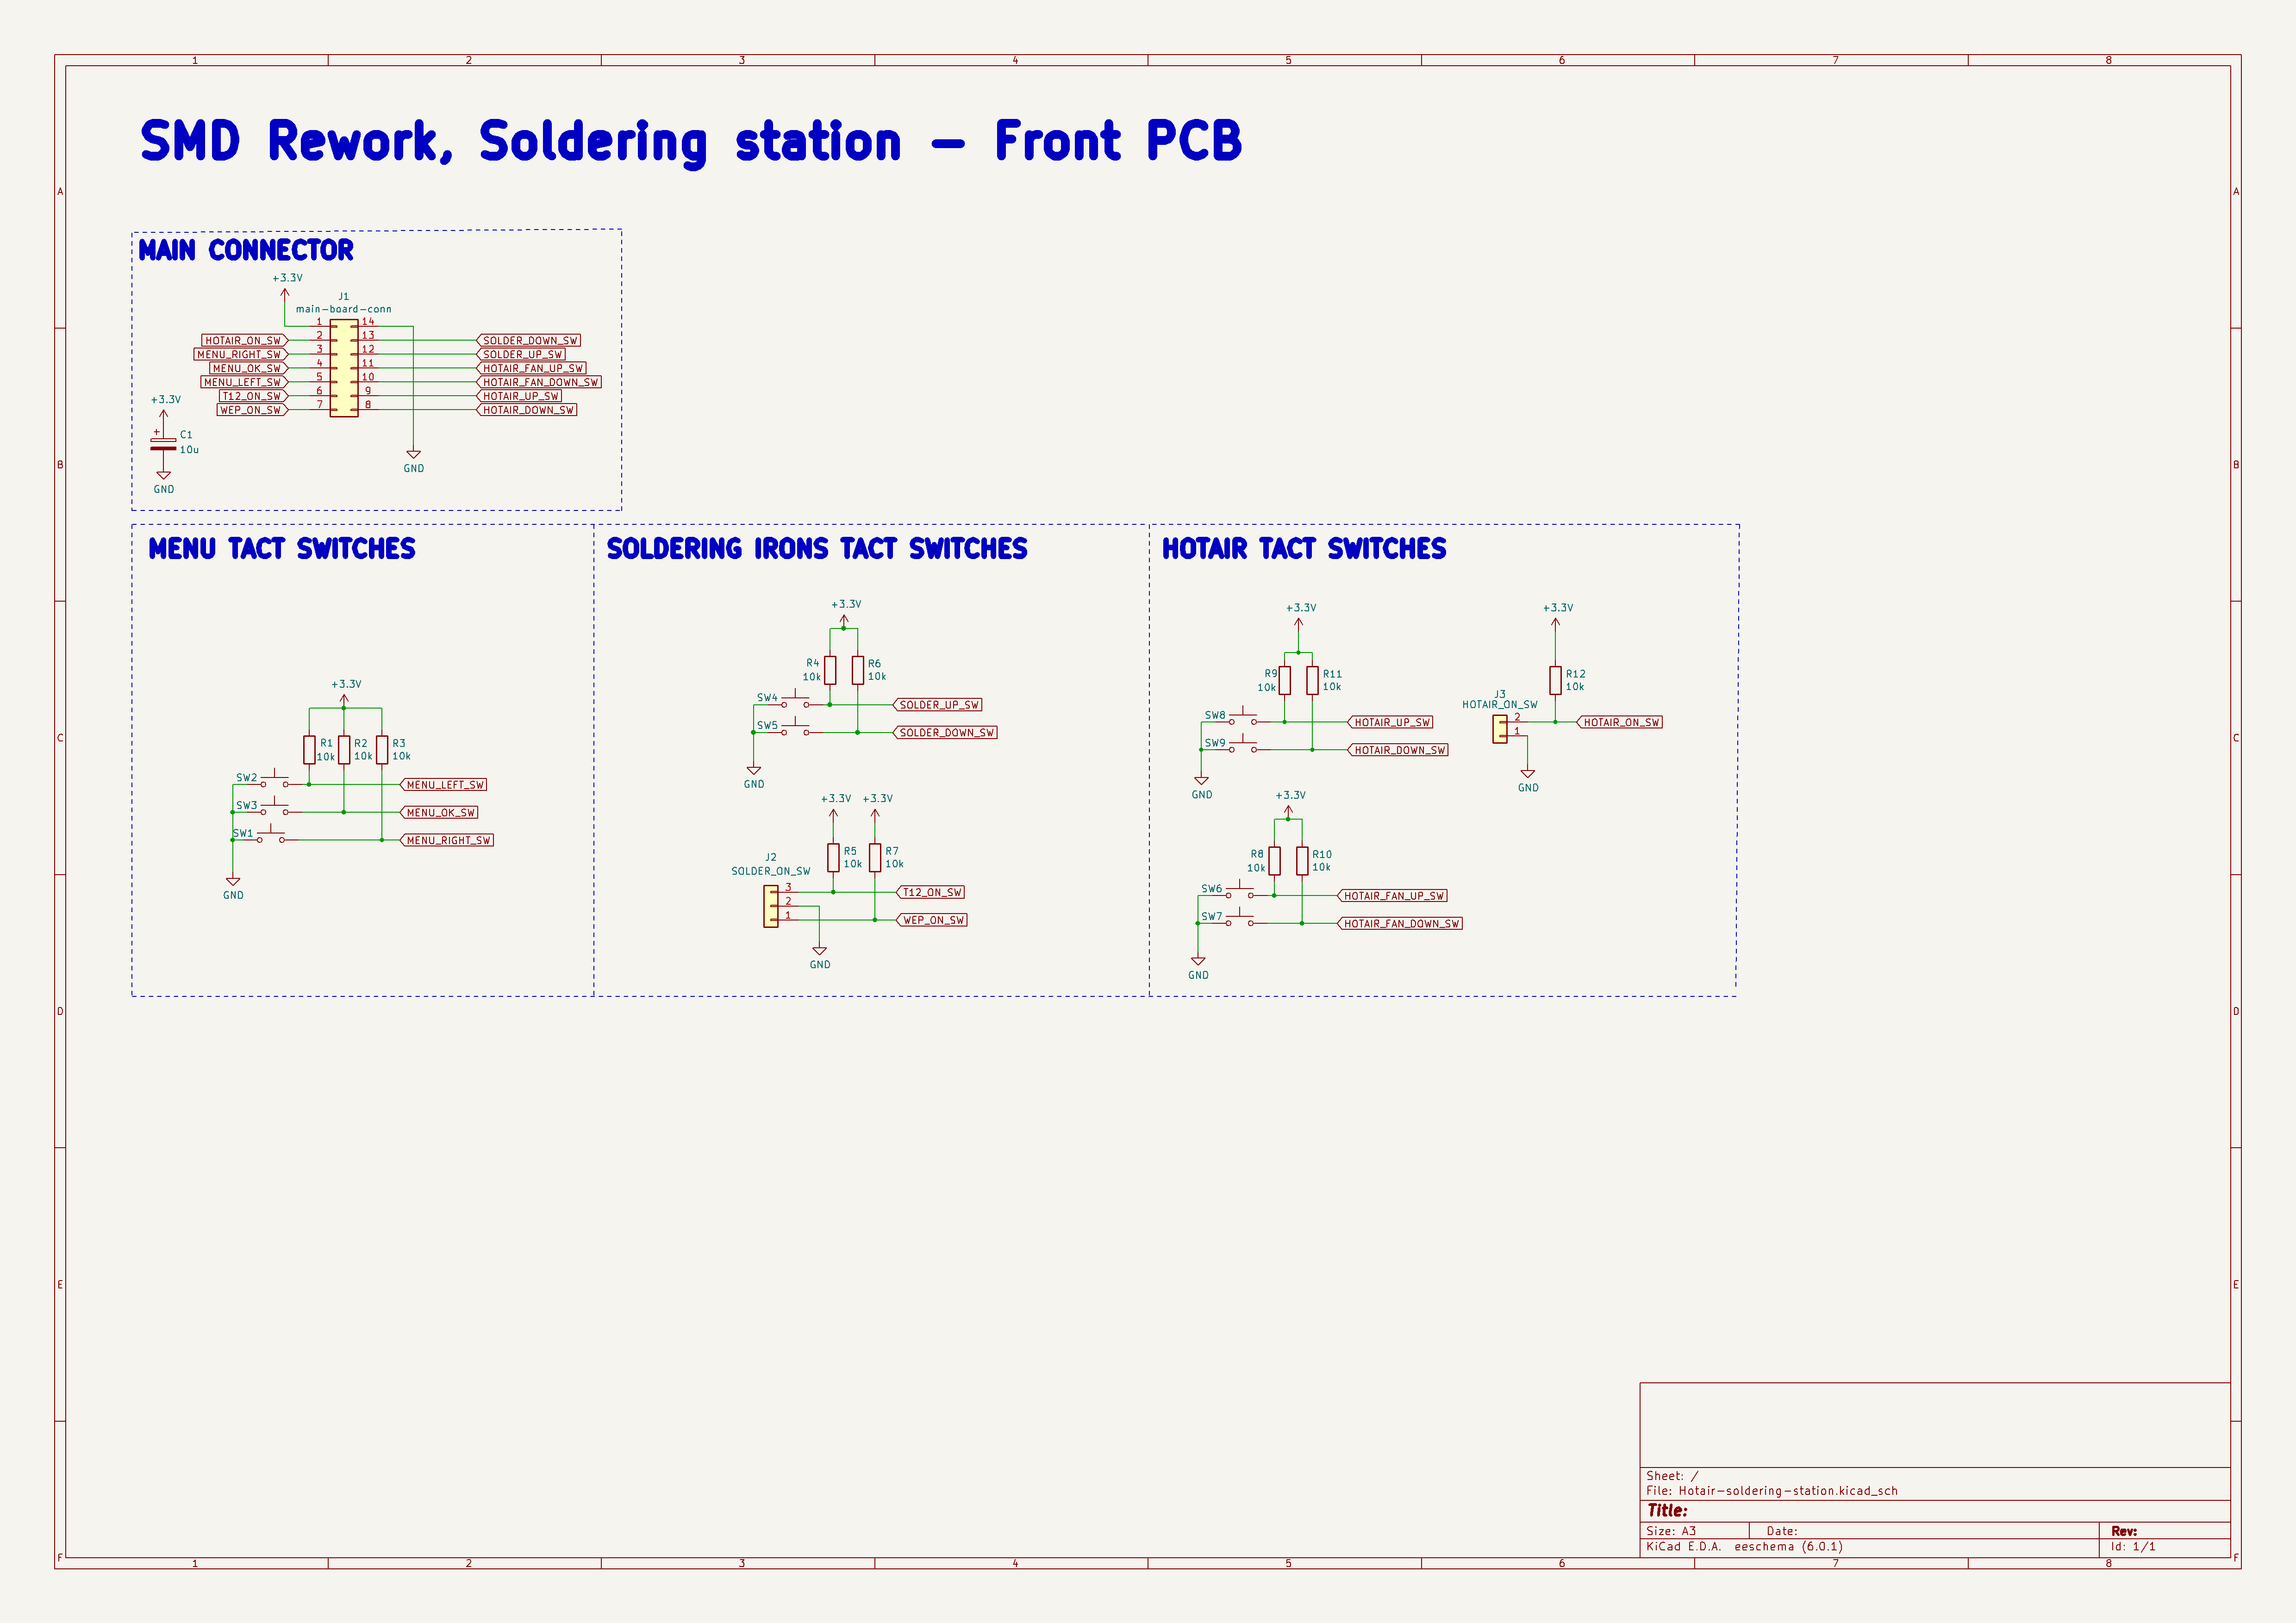 1 2 3 4 5 6 7 8
SMD Rework, Soldering station – Front PCB
A A
MAIN CONNECTOR
+3.3V
J1
main-board-conn
1 14
HOTAIR_ON_SW 2 13 SOLDER_DOWN_SW
MENU_RIGHT_SW 3 12 SOLDER_UP_SW
MENU_OK_SW 4 11 HOTAIR_FAN_UP_SW
MENU_LEFT_SW 5 10 HOTAIR_FAN_DOWN_SW
T12_ON_SW 6 9 HOTAIR_UP_SW
WEP_ON_SW 7 8 HOTAIR_DOWN_SW
+3.3V
+ C1
10u
GND
GND
B B
MENU TACT SWITCHES
+3.3V
R1 R2 R3
10k 10k 10k
SW2 MENU_LEFT_SW
SW3 MENU_OK_SW
SW1 MENU_RIGHT_SW
GND
SOLDERING IRONS TACT SWITCHES
+3.3V
R4 R6
10k 10k
SW4 SOLDER_UP_SW
SW5 SOLDER_DOWN_SW
GND
+3.3V +3.3V
R5 R7
10k 10k
J2
SOLDER_ON_SW
3 T12_ON_SW
2
1 WEP_ON_SW
GND
HOTAIR TACT SWITCHES
+3.3V
R9 R11
10k 10k
SW8 HOTAIR_UP_SW
SW9 HOTAIR_DOWN_SW
GND
+3.3V
R12
10k
J3
HOTAIR_ON_SW
2 HOTAIR_ON_SW
1
GND
+3.3V
R8 R10
10k 10k
SW6 HOTAIR_FAN_UP_SW
SW7 HOTAIR_FAN_DOWN_SW
GND
C C
D D
E E
Sheet: /
File: Hotair-soldering-station.kicad_sch
Title:
Size: A3 Date: Rev:
KiCad E.D.A. eeschema (6.0.1) Id: 1/1
F F
1 2 3 4 5 6 7 8